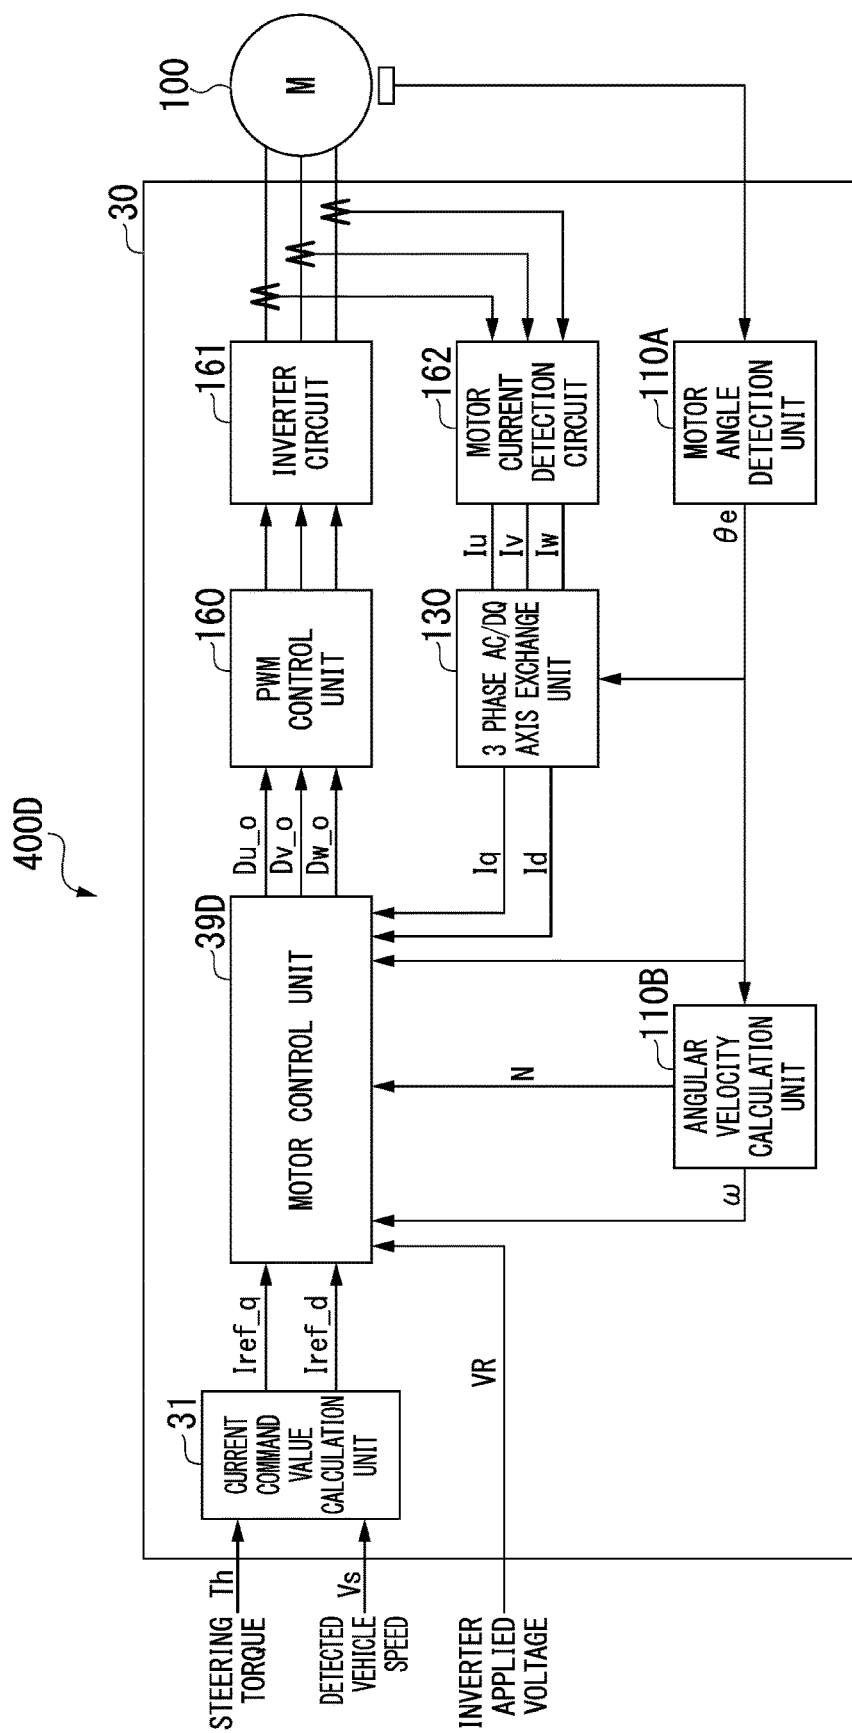 400D
30
100
M
STEERING
TORQUE
Th
DETECTED
VEHICLE
SPEED
Vs
INVERTER
APPLIED
VOLTAGE
VR
31
CURRENT
COMMAND
VALUE
CALCULATION
UNIT
Iref_q
Iref_d
39D
MOTOR CONTROL UNIT
Du_o
Dv_o
Dw_o
160
PWM
CONTROL
UNIT
161
INVERTER
CIRCUIT
162
MOTOR
CURRENT
DETECTION
CIRCUIT
Iu
Iv
Iw
130
3 PHASE AC/DQ
AXIS EXCHANGE
UNIT
Iq
Id
110A
MOTOR
ANGLE
DETECTION
UNIT
θe
110B
ANGULAR
VELOCITY
CALCULATION
UNIT
N
ω